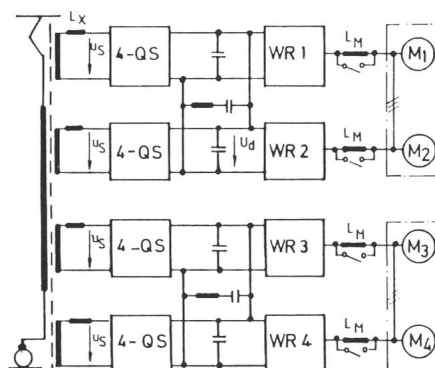 Lx
us 4-QS WR 1 LM M1
us 4-QS Ud WR 2 LM M2
us 4-QS WR 3 LM M3
us 4-QS WR 4 LM M4